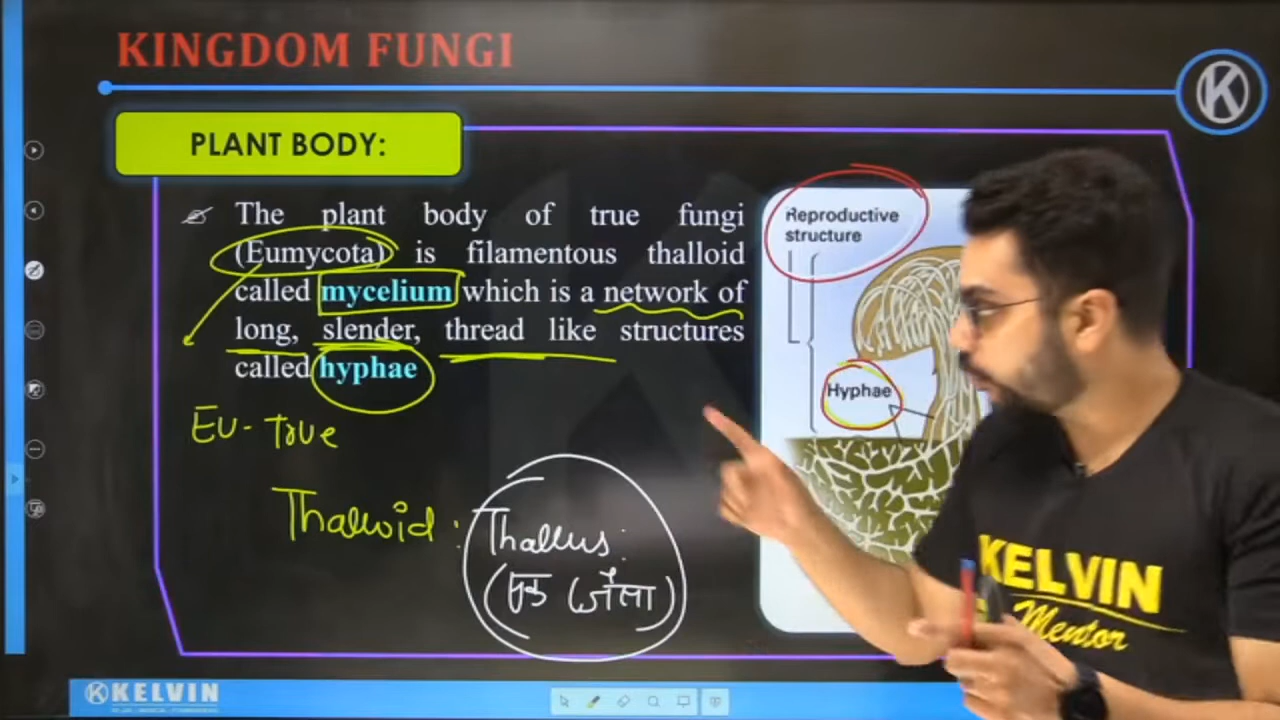 KINGDOM FUNGI
K
PLANT BODY:
The plant body of true fungi
(Eumycota) is filamentous thalloid
called mycelium which is a network of
long, slender, thread like structures
called hyphae
Reproductive
structure
Hyphae
Eu- True
Thalloid : Thallus:
(एक जैसा)
KELVIN
Mentor
KELVIN